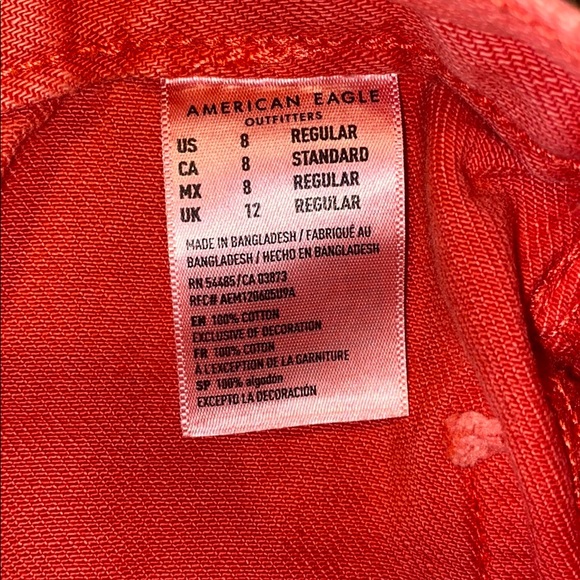 AMERICAN EAGLE
OUTFITTERS
US 8 REGULAR
CA 8 STANDARD
MX 8 REGULAR
UK 12 REGULAR
MADE IN BANGLADESH / FABRIQUÉ AU
BANGLADESH / HECHO EN BANGLADESH
RN 54485/CA 03873
RFC# AEMT20605D9A
EN 100% COTTON
EXCLUSIVE OF DECORATION
FR 100% COTON
À L'EXCEPTION DE LA GARNITURE
SP 100% algodón
EXCEPTO LA DECORACIÓN